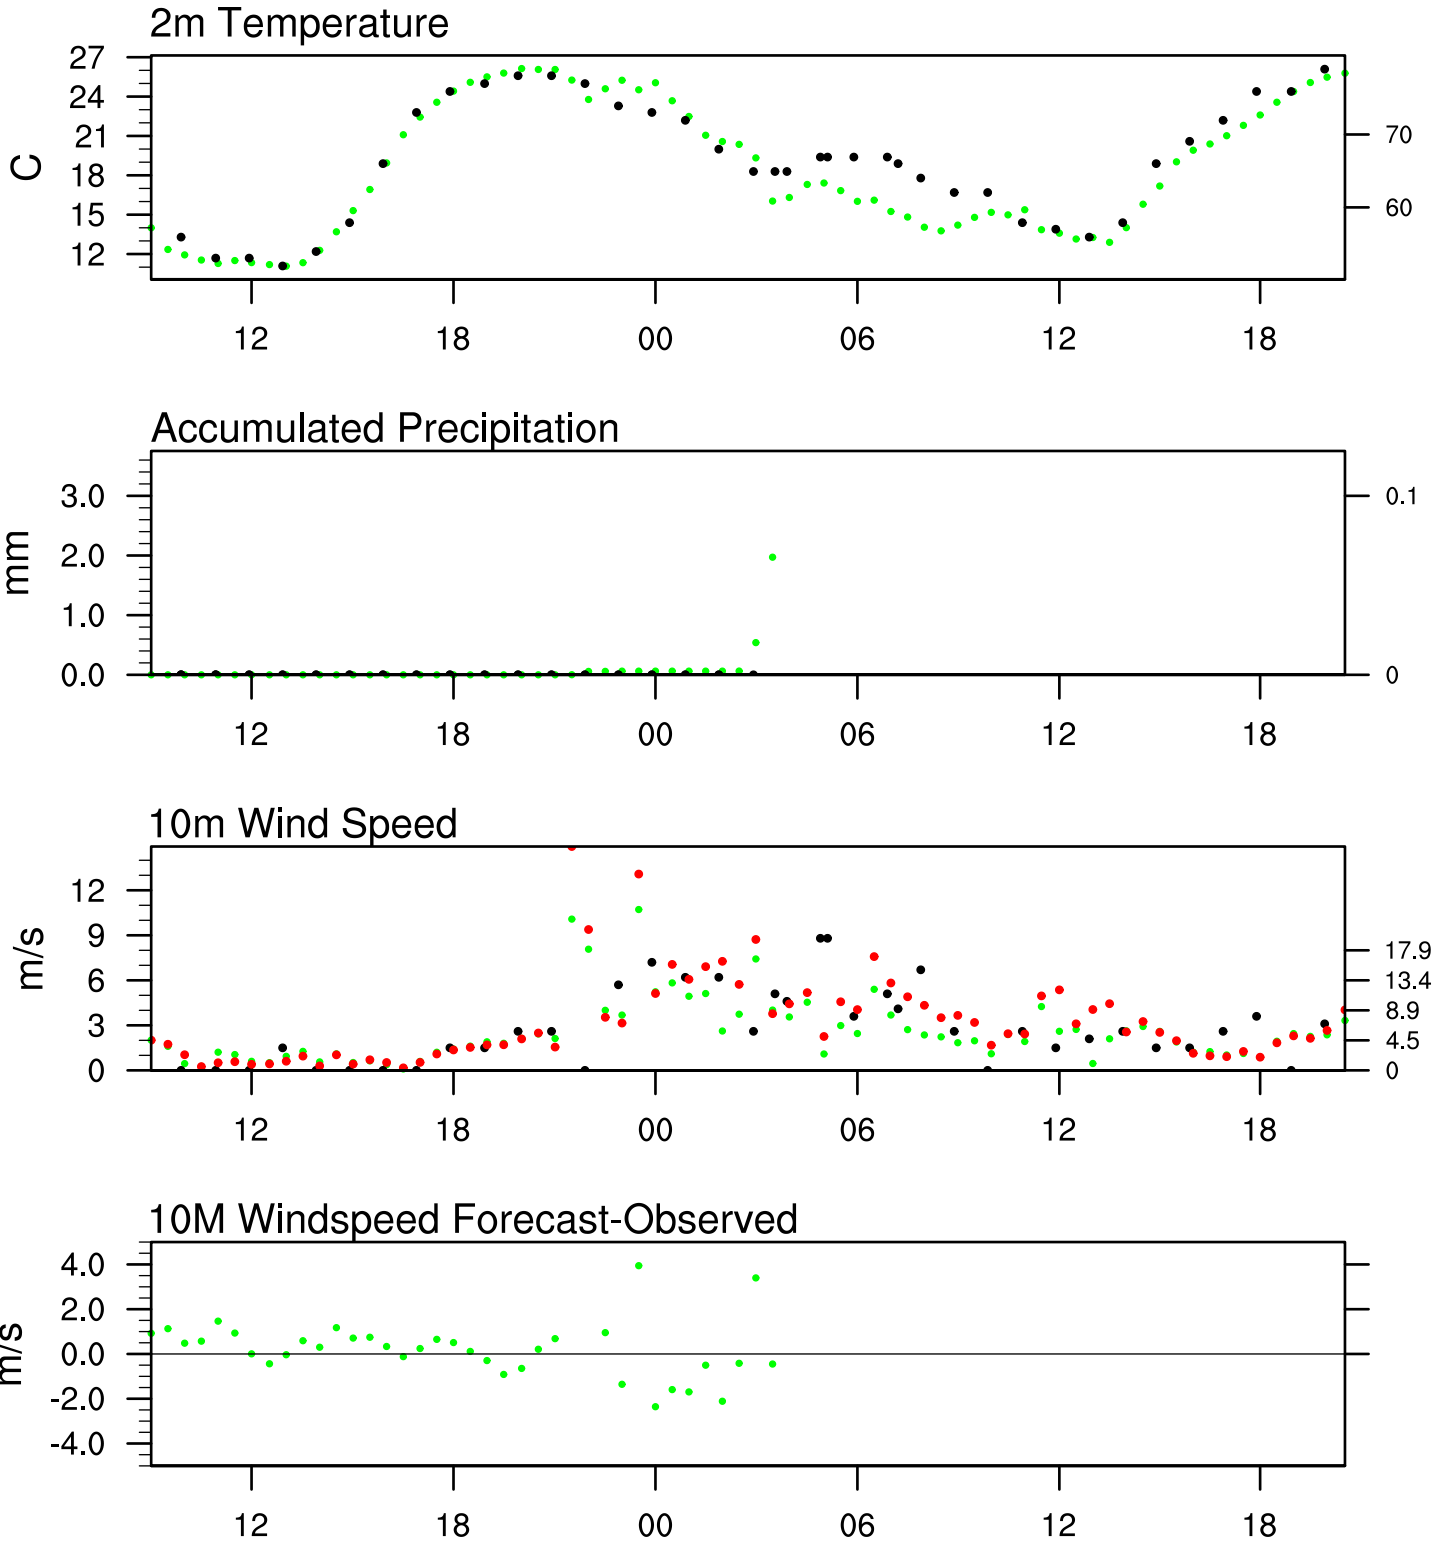 2m Temperature
27
24
21
18
15
12
C
70
60
12 18 00 06 12 18
Accumulated Precipitation
3.0
2.0
1.0
0.0
mm
0.1
0
12 18 00 06 12 18
10m Wind Speed
12
9
6
3
0
m/s
17.9
13.4
8.9
4.5
0
12 18 00 06 12 18
10M Windspeed Forecast-Observed
4.0
2.0
0.0
-2.0
-4.0
m/s
12 18 00 06 12 18